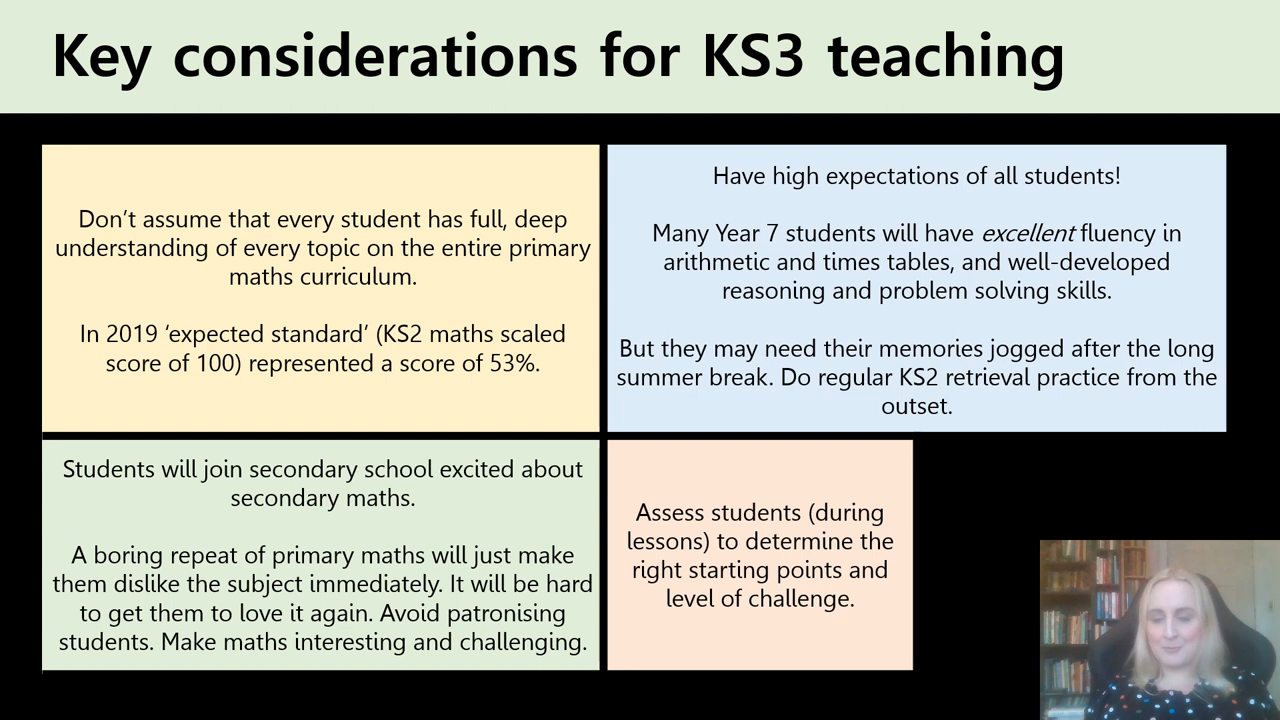 Key considerations for KS3 teaching
Don’t assume that every student has full, deep
understanding of every topic on the entire primary
maths curriculum.
In 2019 ‘expected standard’ (KS2 maths scaled
score of 100) represented a score of 53%.
Have high expectations of all students!
Many Year 7 students will have excellent fluency in
arithmetic and times tables, and well-developed
reasoning and problem solving skills.
But they may need their memories jogged after the long
summer break. Do regular KS2 retrieval practice from the
outset.
Students will join secondary school excited about
secondary maths.
A boring repeat of primary maths will just make
them dislike the subject immediately. It will be hard
to get them to love it again. Avoid patronising
students. Make maths interesting and challenging.
Assess students (during
lessons) to determine the
right starting points and
level of challenge.